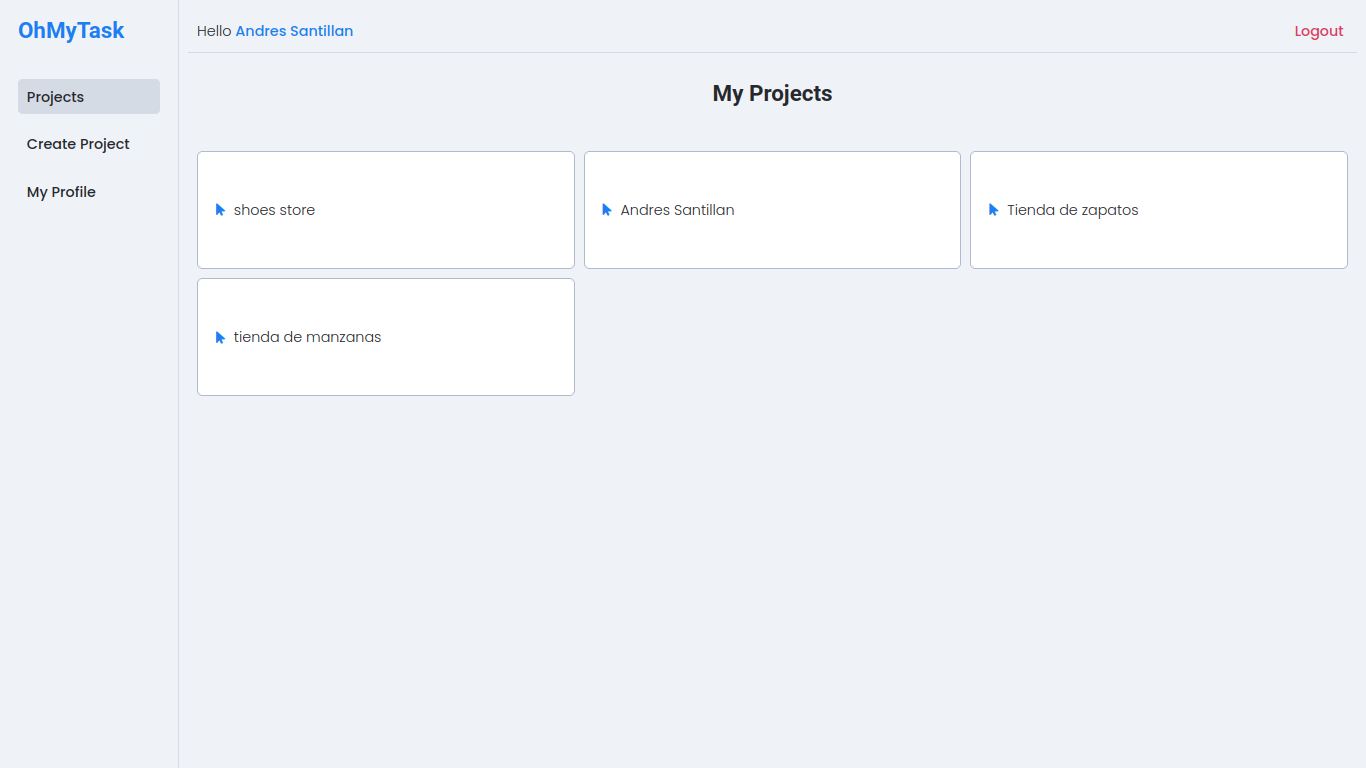 OhMyTask
Hello Andres Santillan
Logout
Projects
Create Project
My Profile
My Projects
shoes store
Andres Santillan
Tienda de zapatos
tienda de manzanas